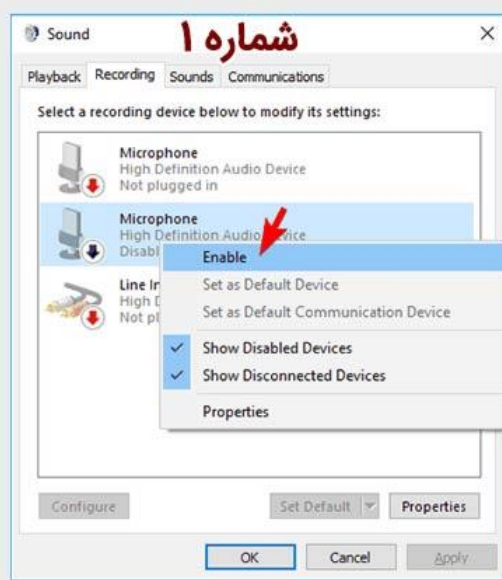 Sound
شماره ۱
Playback Recording Sounds Communications
Select a recording device below to modify its settings:
Microphone
High Definition Audio Device
Not plugged in
Microphone
High Definition Audio
Enable
Line In
Set as Default Device
Set as Default Communication Device
Show Disabled Devices
Show Disconnected Devices
Properties
Configure Set Default Properties
OK Cancel Apply